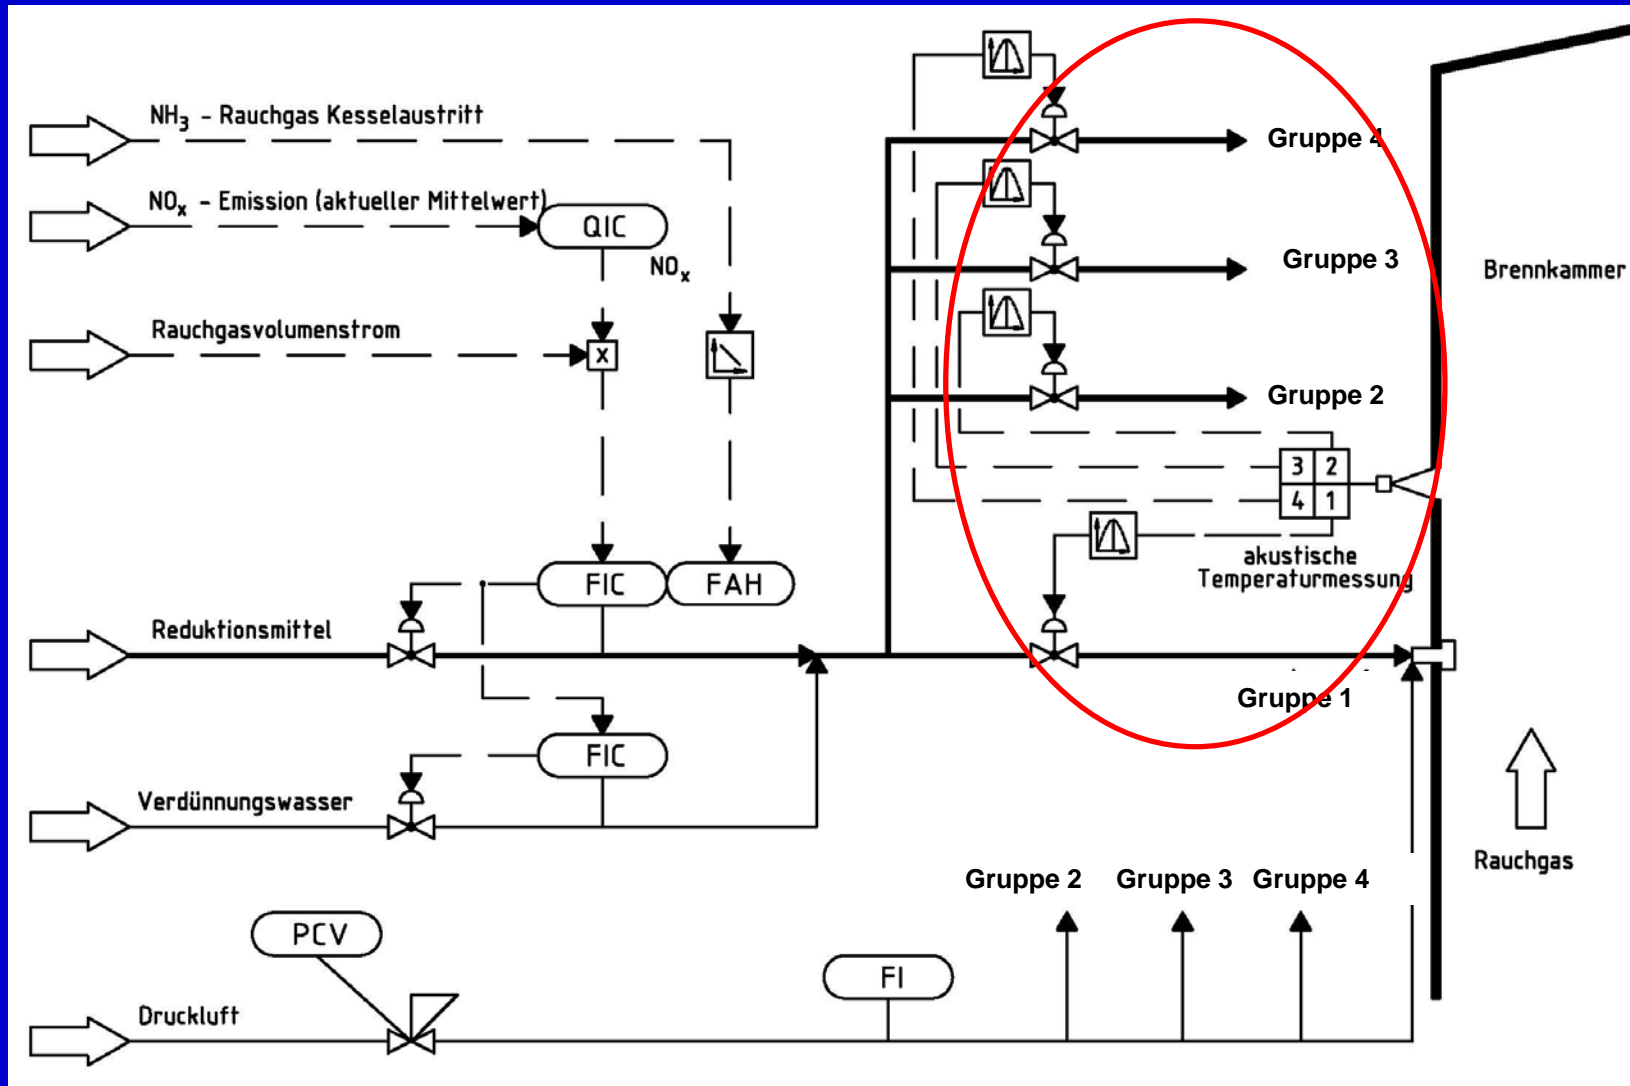 NH₃ - Rauchgas Kesselaustritt
NOₓ - Emission (aktueller Mittelwert)
QIC
NOₓ
Rauchgasvolumenstrom
x
Gruppe 4
Gruppe 3
Brennkammer
Gruppe 2
3 2
4 1
akustische
Temperaturmessung
FIC
FAH
Reduktionsmittel
Gruppe 1
FIC
Verdünnungswasser
Rauchgas
Gruppe 2 Gruppe 3 Gruppe 4
PCV
FI
Druckluft